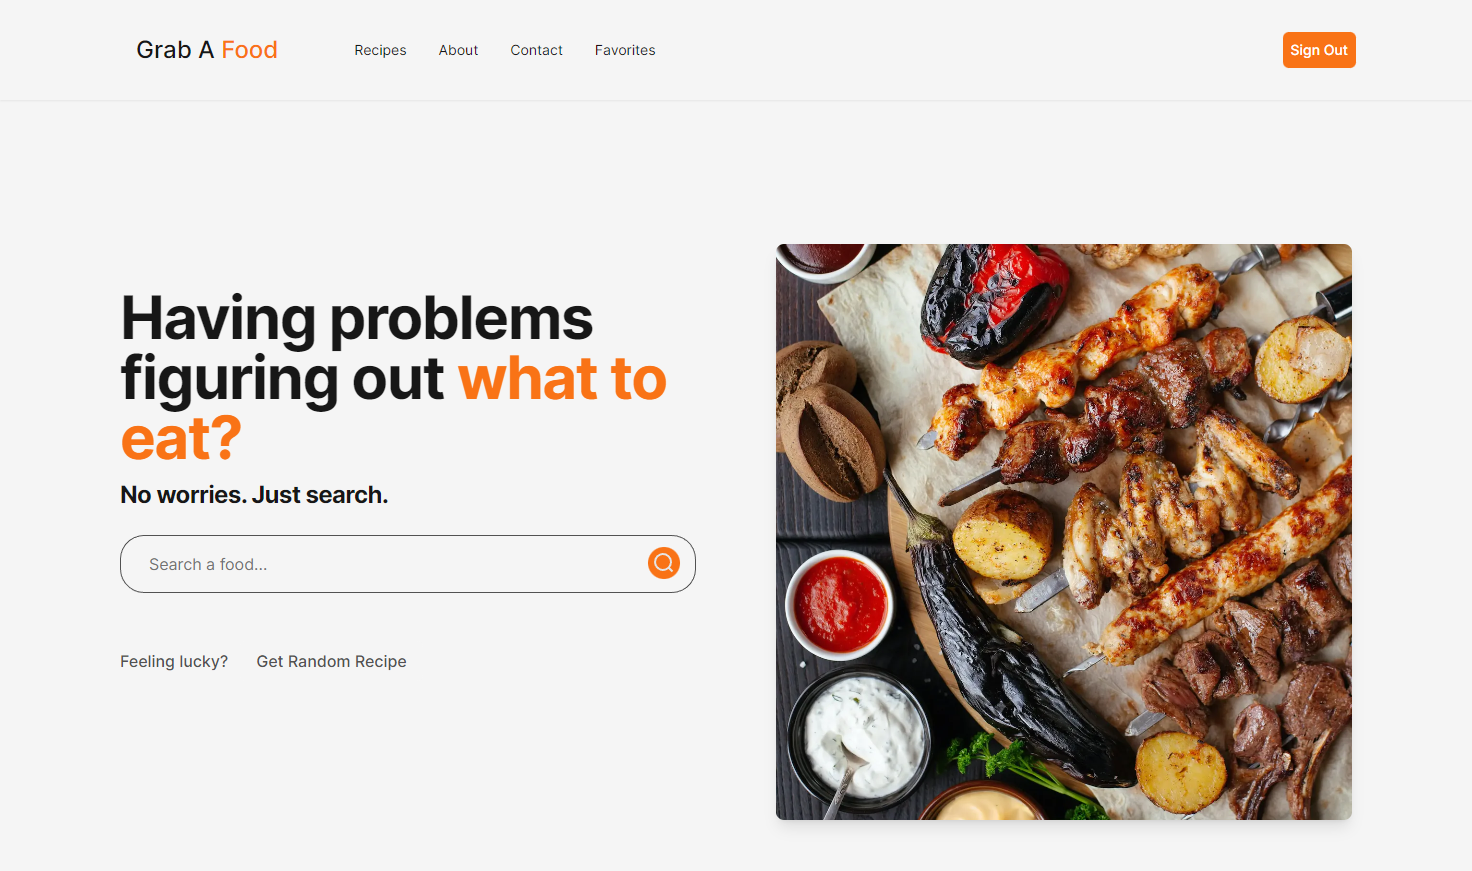 Grab A Food
Recipes
About
Contact
Favorites
Sign Out
Having problems
figuring out what to
eat?
No worries. Just search.
Search a food...
Feeling lucky?
Get Random Recipe